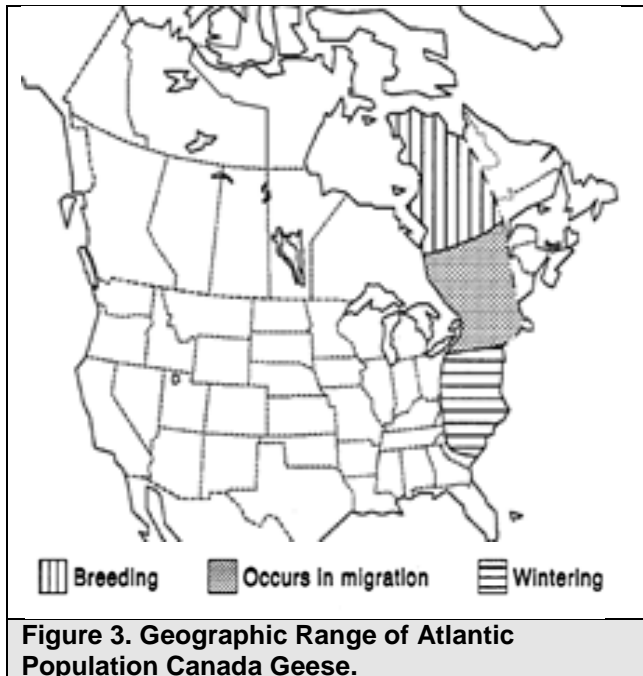 Breeding Occurs in migration Wintering
Figure 3. Geographic Range of Atlantic
Population Canada Geese.